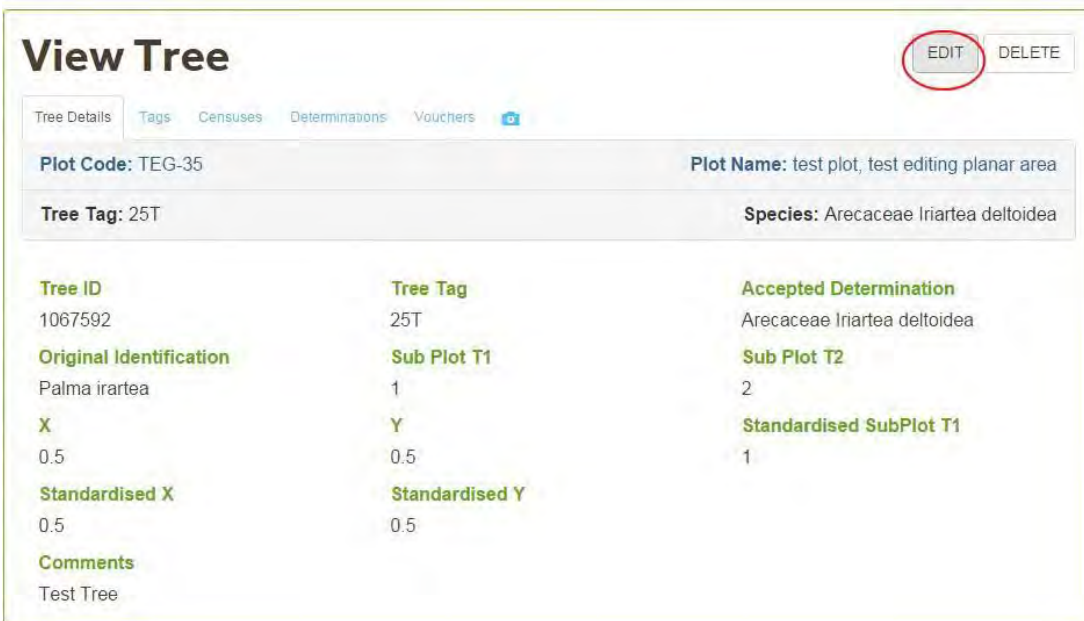 View Tree
EDIT DELETE
Tree Details Tags Censuses Determinations Vouchers
Plot Code: TEG-35 Plot Name: test plot, test editing planar area
Tree Tag: 25T Species: Arecaceae Iriartea deltoidea
Tree ID Tree Tag Accepted Determination
1067592 25T Arecaceae Iriartea deltoidea
Original Identification Sub Plot T1 Sub Plot T2
Palma irartea 1 2
X Y Standardised SubPlot T1
0.5 0.5 1
Standardised X Standardised Y
0.5 0.5
Comments
Test Tree